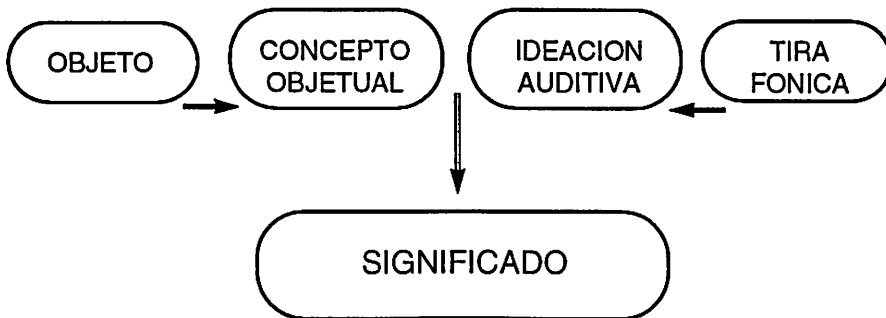 OBJETO
CONCEPTO
OBJETUAL
IDEACION
AUDITIVA
TIRA
FONICA
SIGNIFICADO